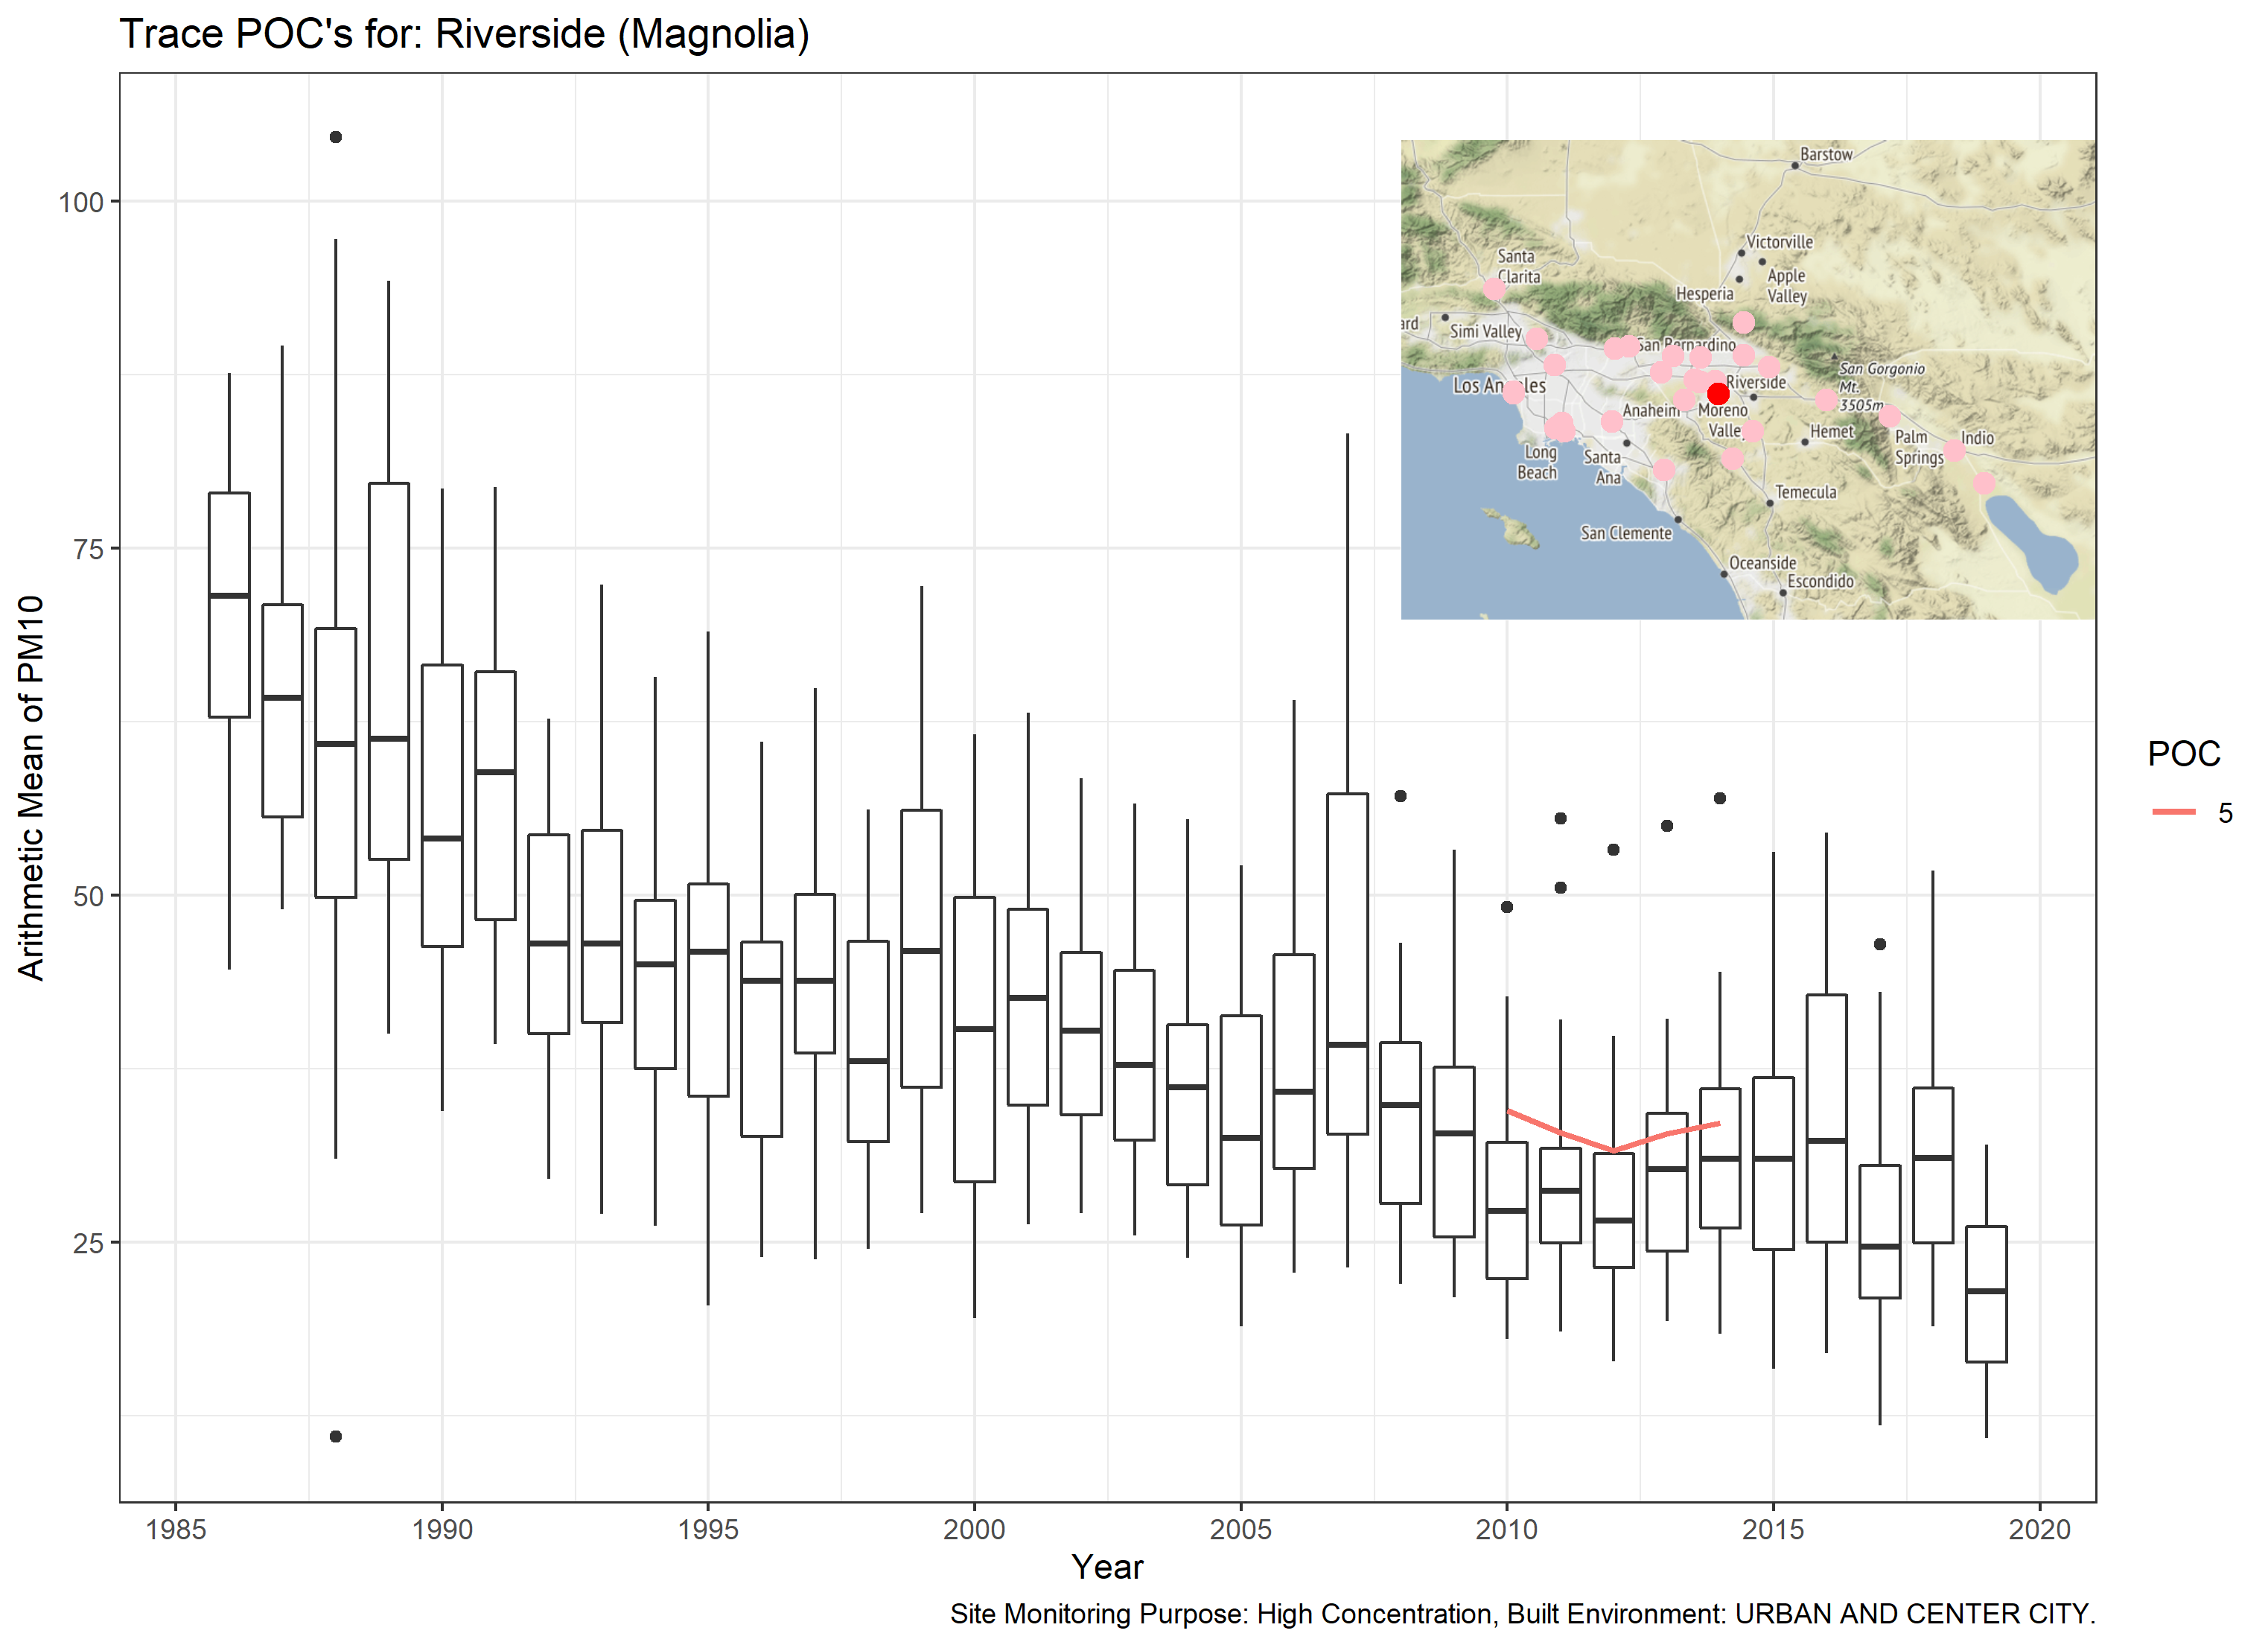 Trace POC's for: Riverside (Magnolia)
Arithmetic Mean of PM10
100
75
50
25
Barstow
Victorville
Santa
Clarita
Apple
Valley
Hesperia
ard
Simi Valley
San Bernardino
San Gorgonio
Mt.
3505m
Los Angeles
Riverside
Anaheim
Moreno
Valley
Hemet
Palm
Springs
Indio
Long
Beach
Santa
Ana
Temecula
San Clemente
Oceanside
Escondido
POC
5
1985 1990 1995 2000 2005 2010 2015 2020
Year
Site Monitoring Purpose: High Concentration, Built Environment: URBAN AND CENTER CITY.